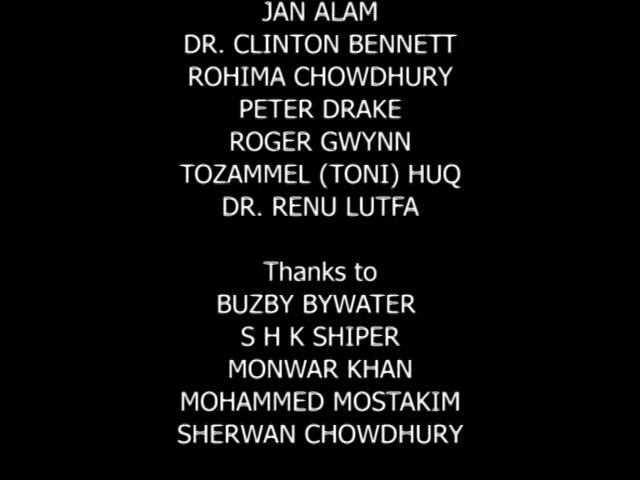 JAN ALAM
DR. CLINTON BENNETT
ROHIMA CHOWDHURY
PETER DRAKE
ROGER GWYNN
TOZAMMEL (TONI) HUQ
DR. RENU LUTFA
Thanks to
BUZBY BYWATER
S H K SHIPER
MONWAR KHAN
MOHAMMED MOSTAKIM
SHERWAN CHOWDHURY